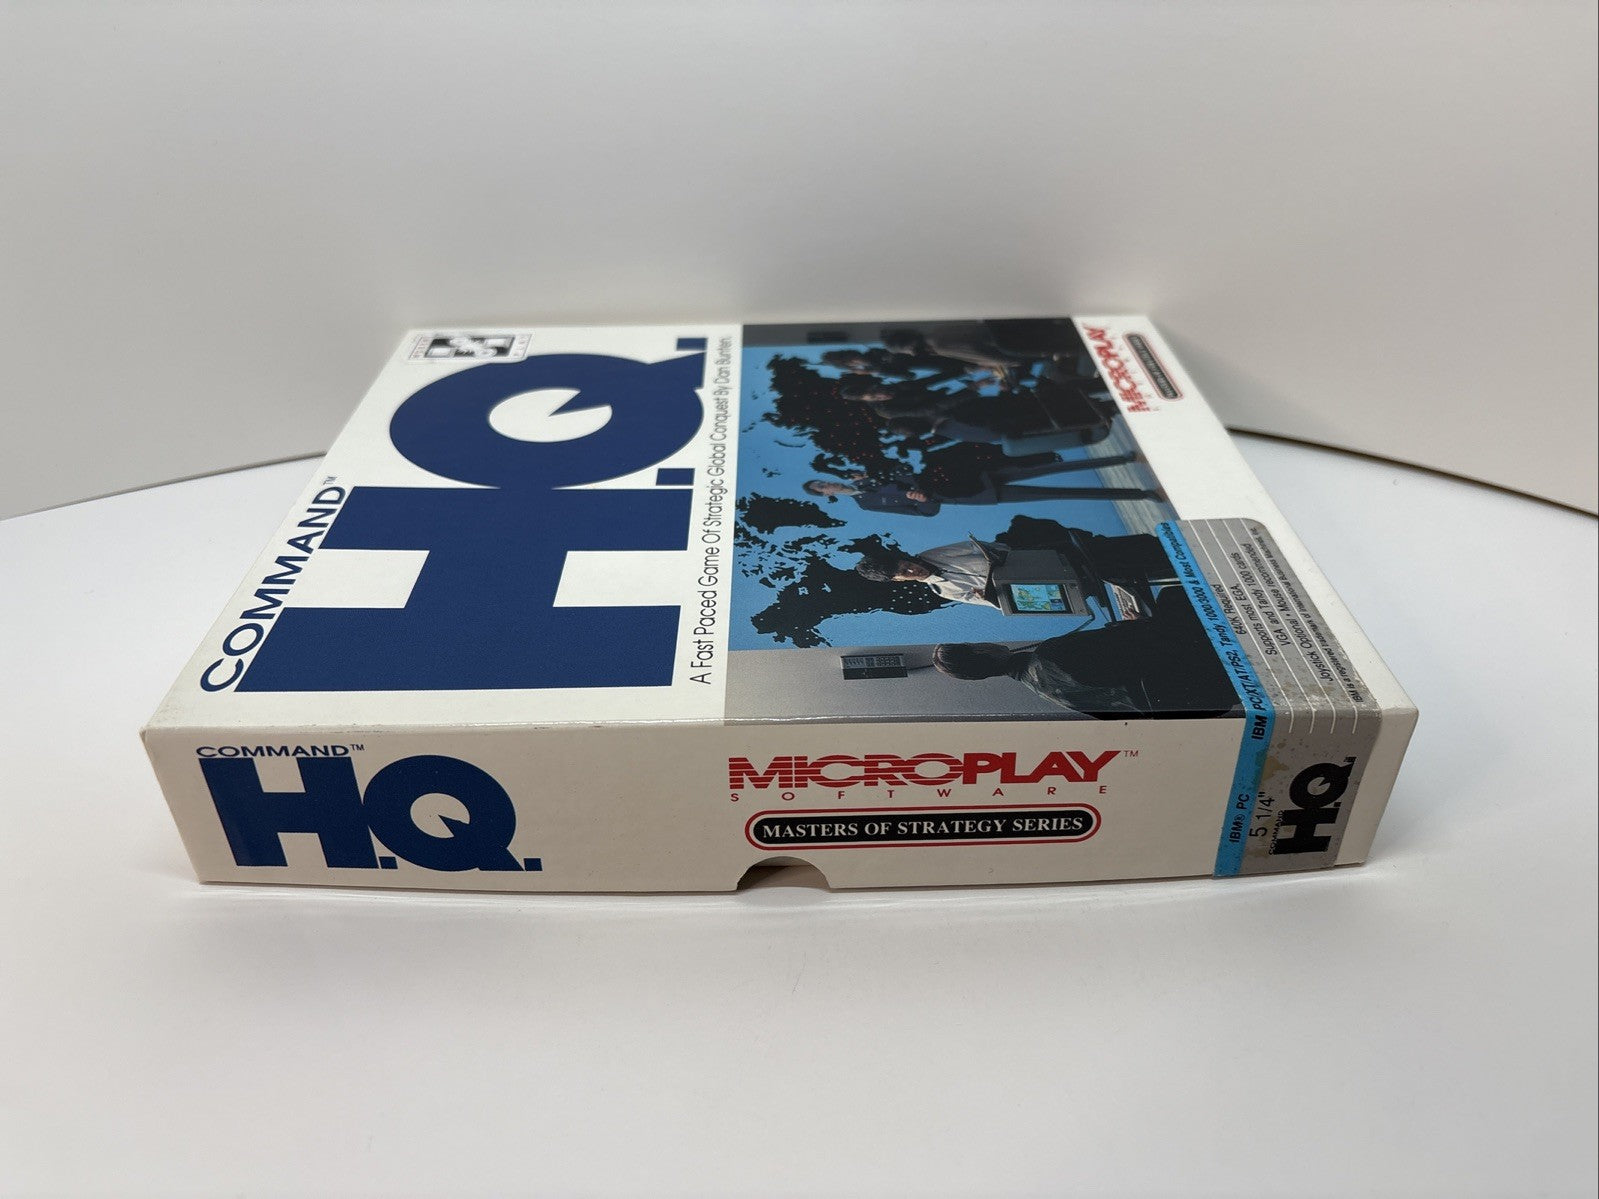 COMMAND™
H.Q.
A Fast Paced Game Of Strategic Global Conquest By Dan Bunten.
MICROPLAY
IBM PC/XT/AT/PS2, Tandy 1000/3000 & Most Compatibles
640K Required
Supports most EGA,
VGA and Tandy 1000 cards
Joystick Optional, Mouse recommended
COMMAND™
H.Q.
MICROPLAY™
SOFTWARE
MASTERS OF STRATEGY SERIES
IBM® PC
5 1/4"
COMMAND
H.Q.